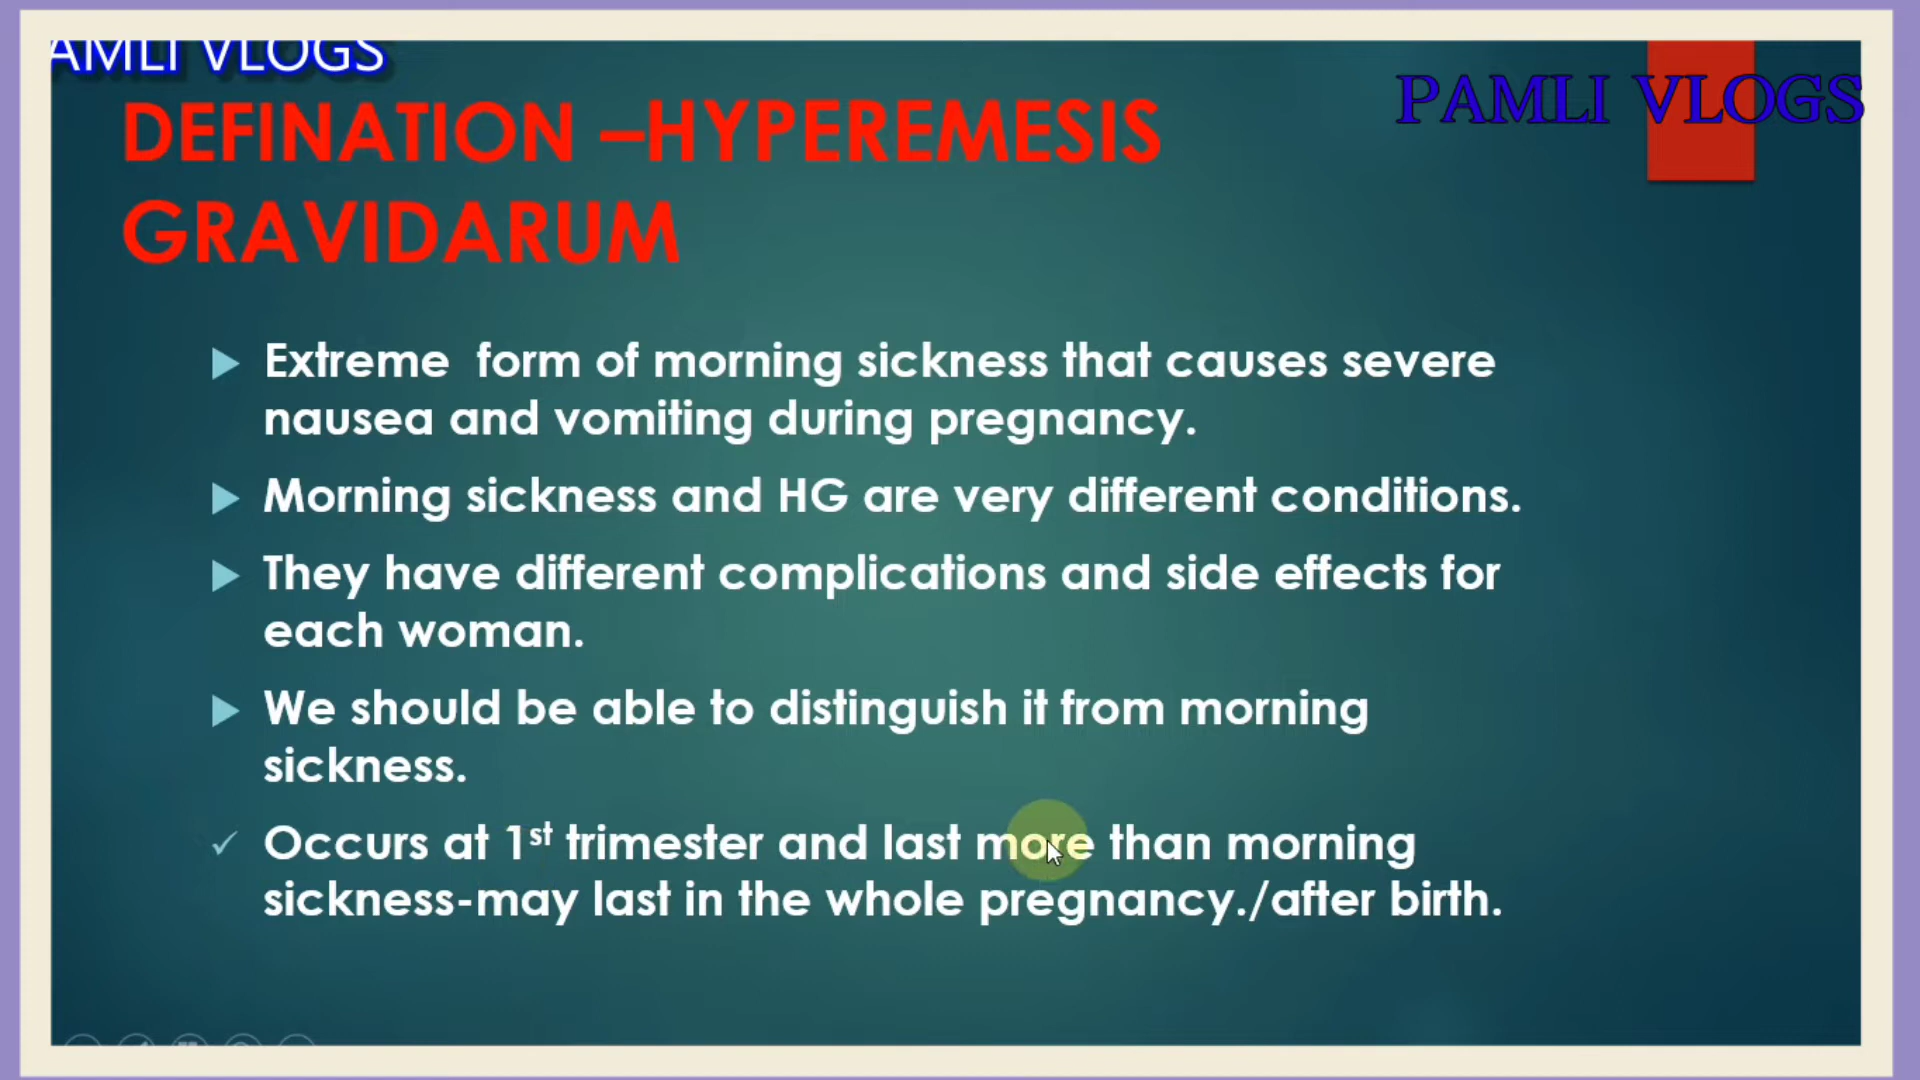 AMLI VLOGS
PAMLI VLOGS
DEFINATION –HYPEREMESIS
GRAVIDARUM
Extreme form of morning sickness that causes severe
nausea and vomiting during pregnancy.
Morning sickness and HG are very different conditions.
They have different complications and side effects for
each woman.
We should be able to distinguish it from morning
sickness.
Occurs at 1st trimester and last more than morning
sickness-may last in the whole pregnancy./after birth.